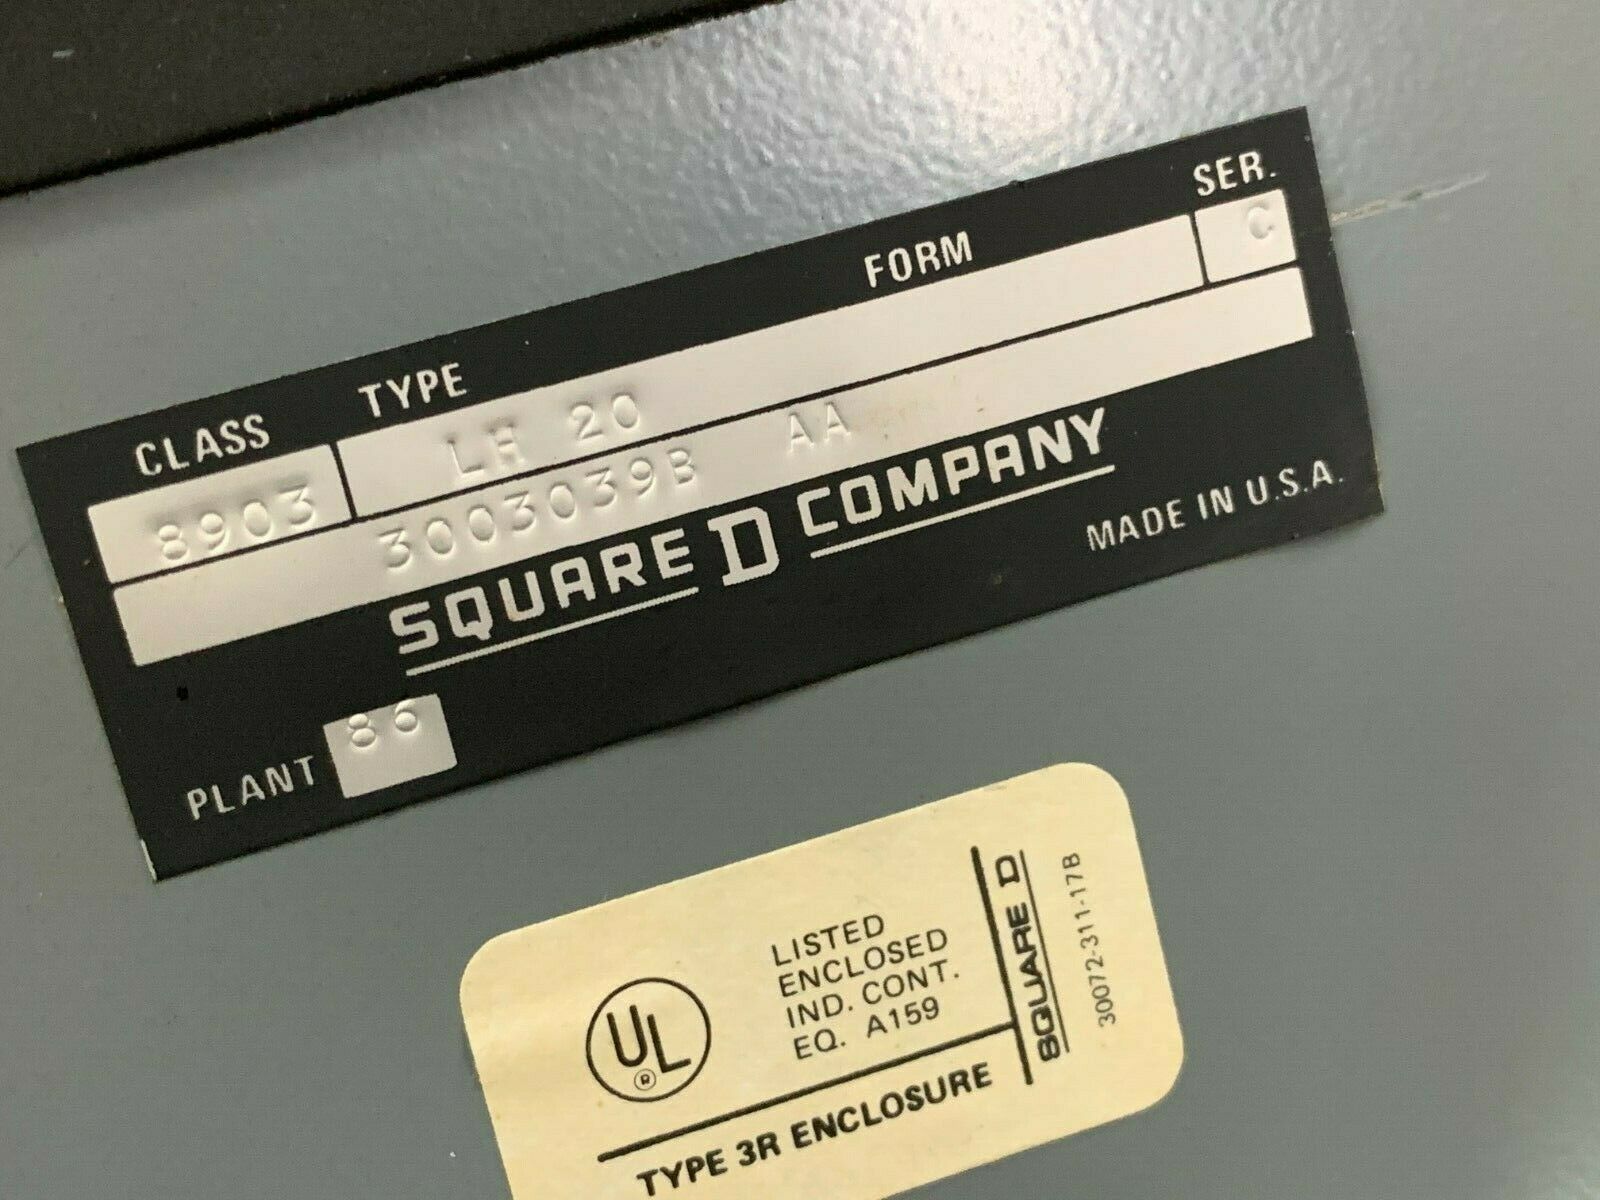 CLASS TYPE FORM SER.
8903 LH 20 C
3003039B AA
SQUARE D COMPANY
MADE IN U.S.A.
PLANT 86
UL
®
LISTED
ENCLOSED
IND. CONT.
EQ. A159
TYPE 3R ENCLOSURE
SQUARE D
30072-311-17B